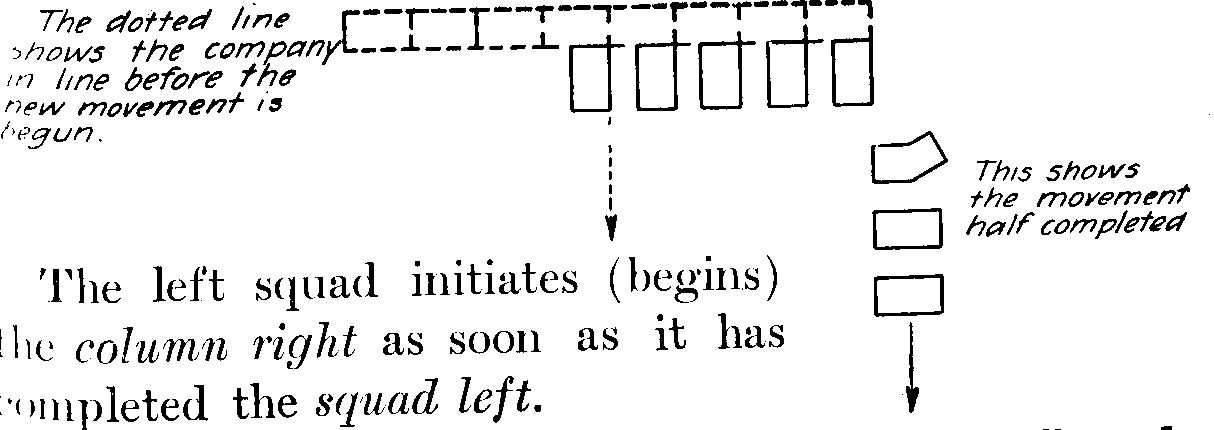 The dotted line
shows the company
in line before the
new movement is
begun.
This shows
the movement
half completed
The left squad initiates (begins)
the column right as soon as it has
completed the squad left.